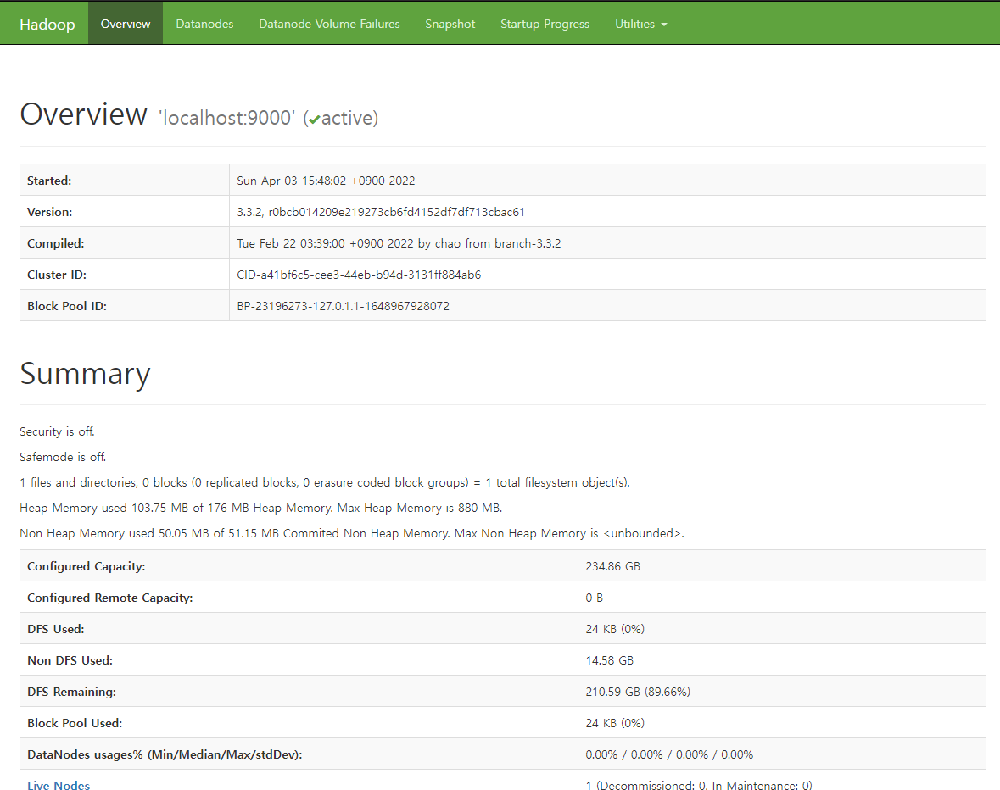 Hadoop Overview Datanodes Datanode Volume Failures Snapshot Startup Progress Utilities
Overview 'localhost:9000' (✔active)
Started: Sun Apr 03 15:48:02 +0900 2022
Version: 3.3.2, r0bcb014209e219273cb6fd4152df7df713cbac61
Compiled: Tue Feb 22 03:39:00 +0900 2022 by chao from branch-3.3.2
Cluster ID: CID-a41bf6c5-cee3-44eb-b94d-3131ff884ab6
Block Pool ID: BP-23196273-127.0.1.1-1648967928072
Summary
Security is off.
Safemode is off.
1 files and directories, 0 blocks (0 replicated blocks, 0 erasure coded block groups) = 1 total filesystem object(s).
Heap Memory used 103.75 MB of 176 MB Heap Memory. Max Heap Memory is 880 MB.
Non Heap Memory used 50.05 MB of 51.15 MB Commited Non Heap Memory. Max Non Heap Memory is <unbounded>.
Configured Capacity: 234.86 GB
Configured Remote Capacity: 0 B
DFS Used: 24 KB (0%)
Non DFS Used: 14.58 GB
DFS Remaining: 210.59 GB (89.66%)
Block Pool Used: 24 KB (0%)
DataNodes usages% (Min/Median/Max/stdDev): 0.00% / 0.00% / 0.00% / 0.00%
Live Nodes 1 (Decommissioned: 0, In Maintenance: 0)